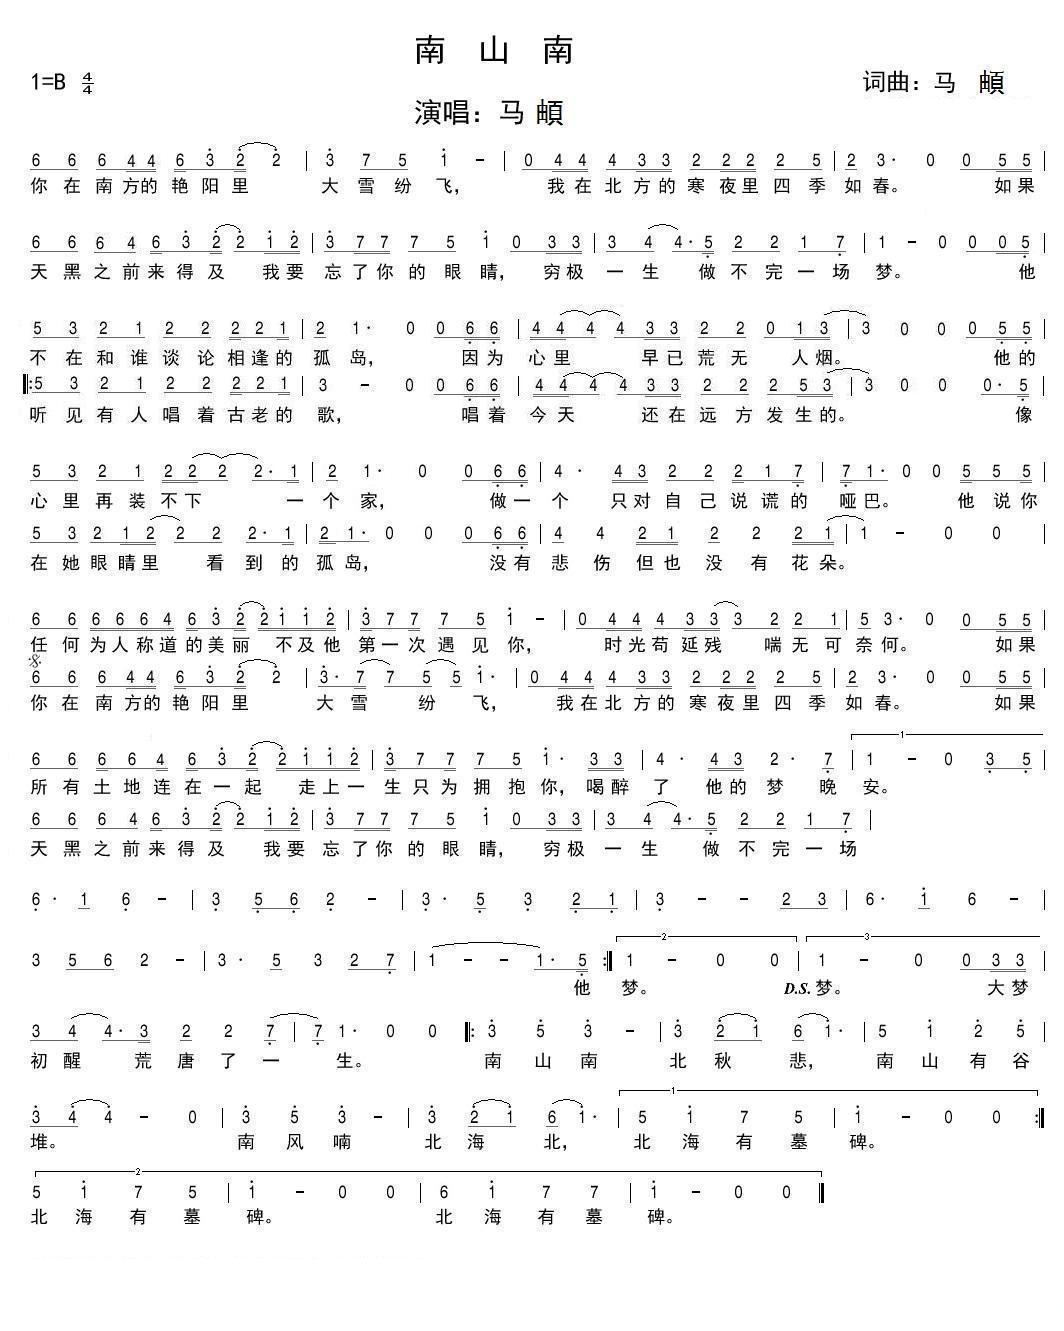 南 山 南
1=B 4/4
词曲：马 頔
演唱：马 頔
6 6 6 4 4 6 3 2 2 | 3 7 5 1 - | 0 4 4 4 3 3 2 2 2 2 5 | 2 3· 0 0 5 5 |
你在南方的艳阳里 大雪纷飞， 我在北方的寒夜里四季如春。 如果
6 6 6 4 6 3 2 2 1 2 | 3 7 7 7 5 1 0 3 3 | 3 4 4· 5 2 2 1 7 | 1 - 0 0 0 5 |
天黑之前来得及 我要忘了你的眼睛， 穷极一生 做不完一场梦。 他
5 3 2 1 2 2 2 2 1 | 2 1· 0 0 6 6 | 4 4 4 4 3 3 2 2 0 1 3 | 3 0 0 0 5 5 |
不在和谁谈论相逢的孤岛， 因为心里 早已荒无 人烟。 他的
5 3 2 1 2 2 2 2 1 | 3 - 0 0 6 6 | 4 4 4 4 3 3 2 2 2 5 3 | 3 0 0 0· 5 |
听见有人唱着古老的歌， 唱着今天 还在远方发生的。 像
5 3 2 1 2 2 2 2· 1 | 2 1· 0 0 6 6 | 4· 4 3 2 2 2 1 7 | 7 1· 0 0 5 5 5 |
心里再装不下 一个家， 做一个 只对自己说谎的 哑巴。 他说你
5 3 2 1 2 2 2 2· 1 | 2 1· 0 0 0 6 6 | 4 4 2 1 2 2 2 1 | 1 - 0 0 |
在她眼睛里 看到的孤岛， 没有悲伤但也没有花朵。
6 6 6 6 6 4 6 3 2 2 1 1 2 | 3 7 7 7 5 1 - | 0 4 4 4 3 3 3 2 2 1 | 5 3· 0 0 5 5 |
任何为人称道的美丽 不及他第一次遇见你， 时光苟延残 喘无可奈何。 如果
6 6 6 4 4 6 3 2 2 | 3· 7 7 5 5 1· | 0 4 4 4 3 3 2 2 2 2 5 | 2 3· 0 0 5 5 |
你在南方的艳阳里 大雪 纷 飞， 我在北方的寒夜里四季如春。 如果
6 6 6 6 4 6 3 2 2 1 1 2 | 3 7 7 7 5 1· 3 3 | 4· 4 3 2· 7 | 1 - 0 3 5 |
所有土地连在一起 走上一生只为拥抱你，喝醉了 他的梦 晚安。
6 6 6 6 4 6 3 2 2 1 2 | 3 7 7 7 5 1 0 3 3 | 3 4 4· 5 2 2 1 7 |
天黑之前来得及 我要忘了你的眼睛， 穷极一生 做不完一场
6· 1 6 - | 3 5 6 2 - | 3· 5 3 2 1 | 3 - - 2 3 | 6· 1 6 - |
3 5 6 2 - | 3· 5 3 2 7 | 1 - - 1· 5 :| 1 - 0 0 | 1 - 0 0 3 3 |
他 梦。 D.S.梦。 大梦
3 4 4· 3 2 2 7 | 7 1· 0 0 |: 3 5 3 - | 3 2 1 6 1· | 5 1 2 5 |
初醒 荒唐了一 生。 南山南 北秋悲， 南山有谷
3 4 4 - 0 | 3 5 3 - | 3 2 1 6 1· | 5 1 7 5 | 1 - 0 0 :|
堆。 南风喃 北海北， 北海有墓碑。
5 1 7 5 | 1 - 0 0 | 6 1 7 7 | 1 - 0 0 |
北海有墓碑。 北海有墓碑。